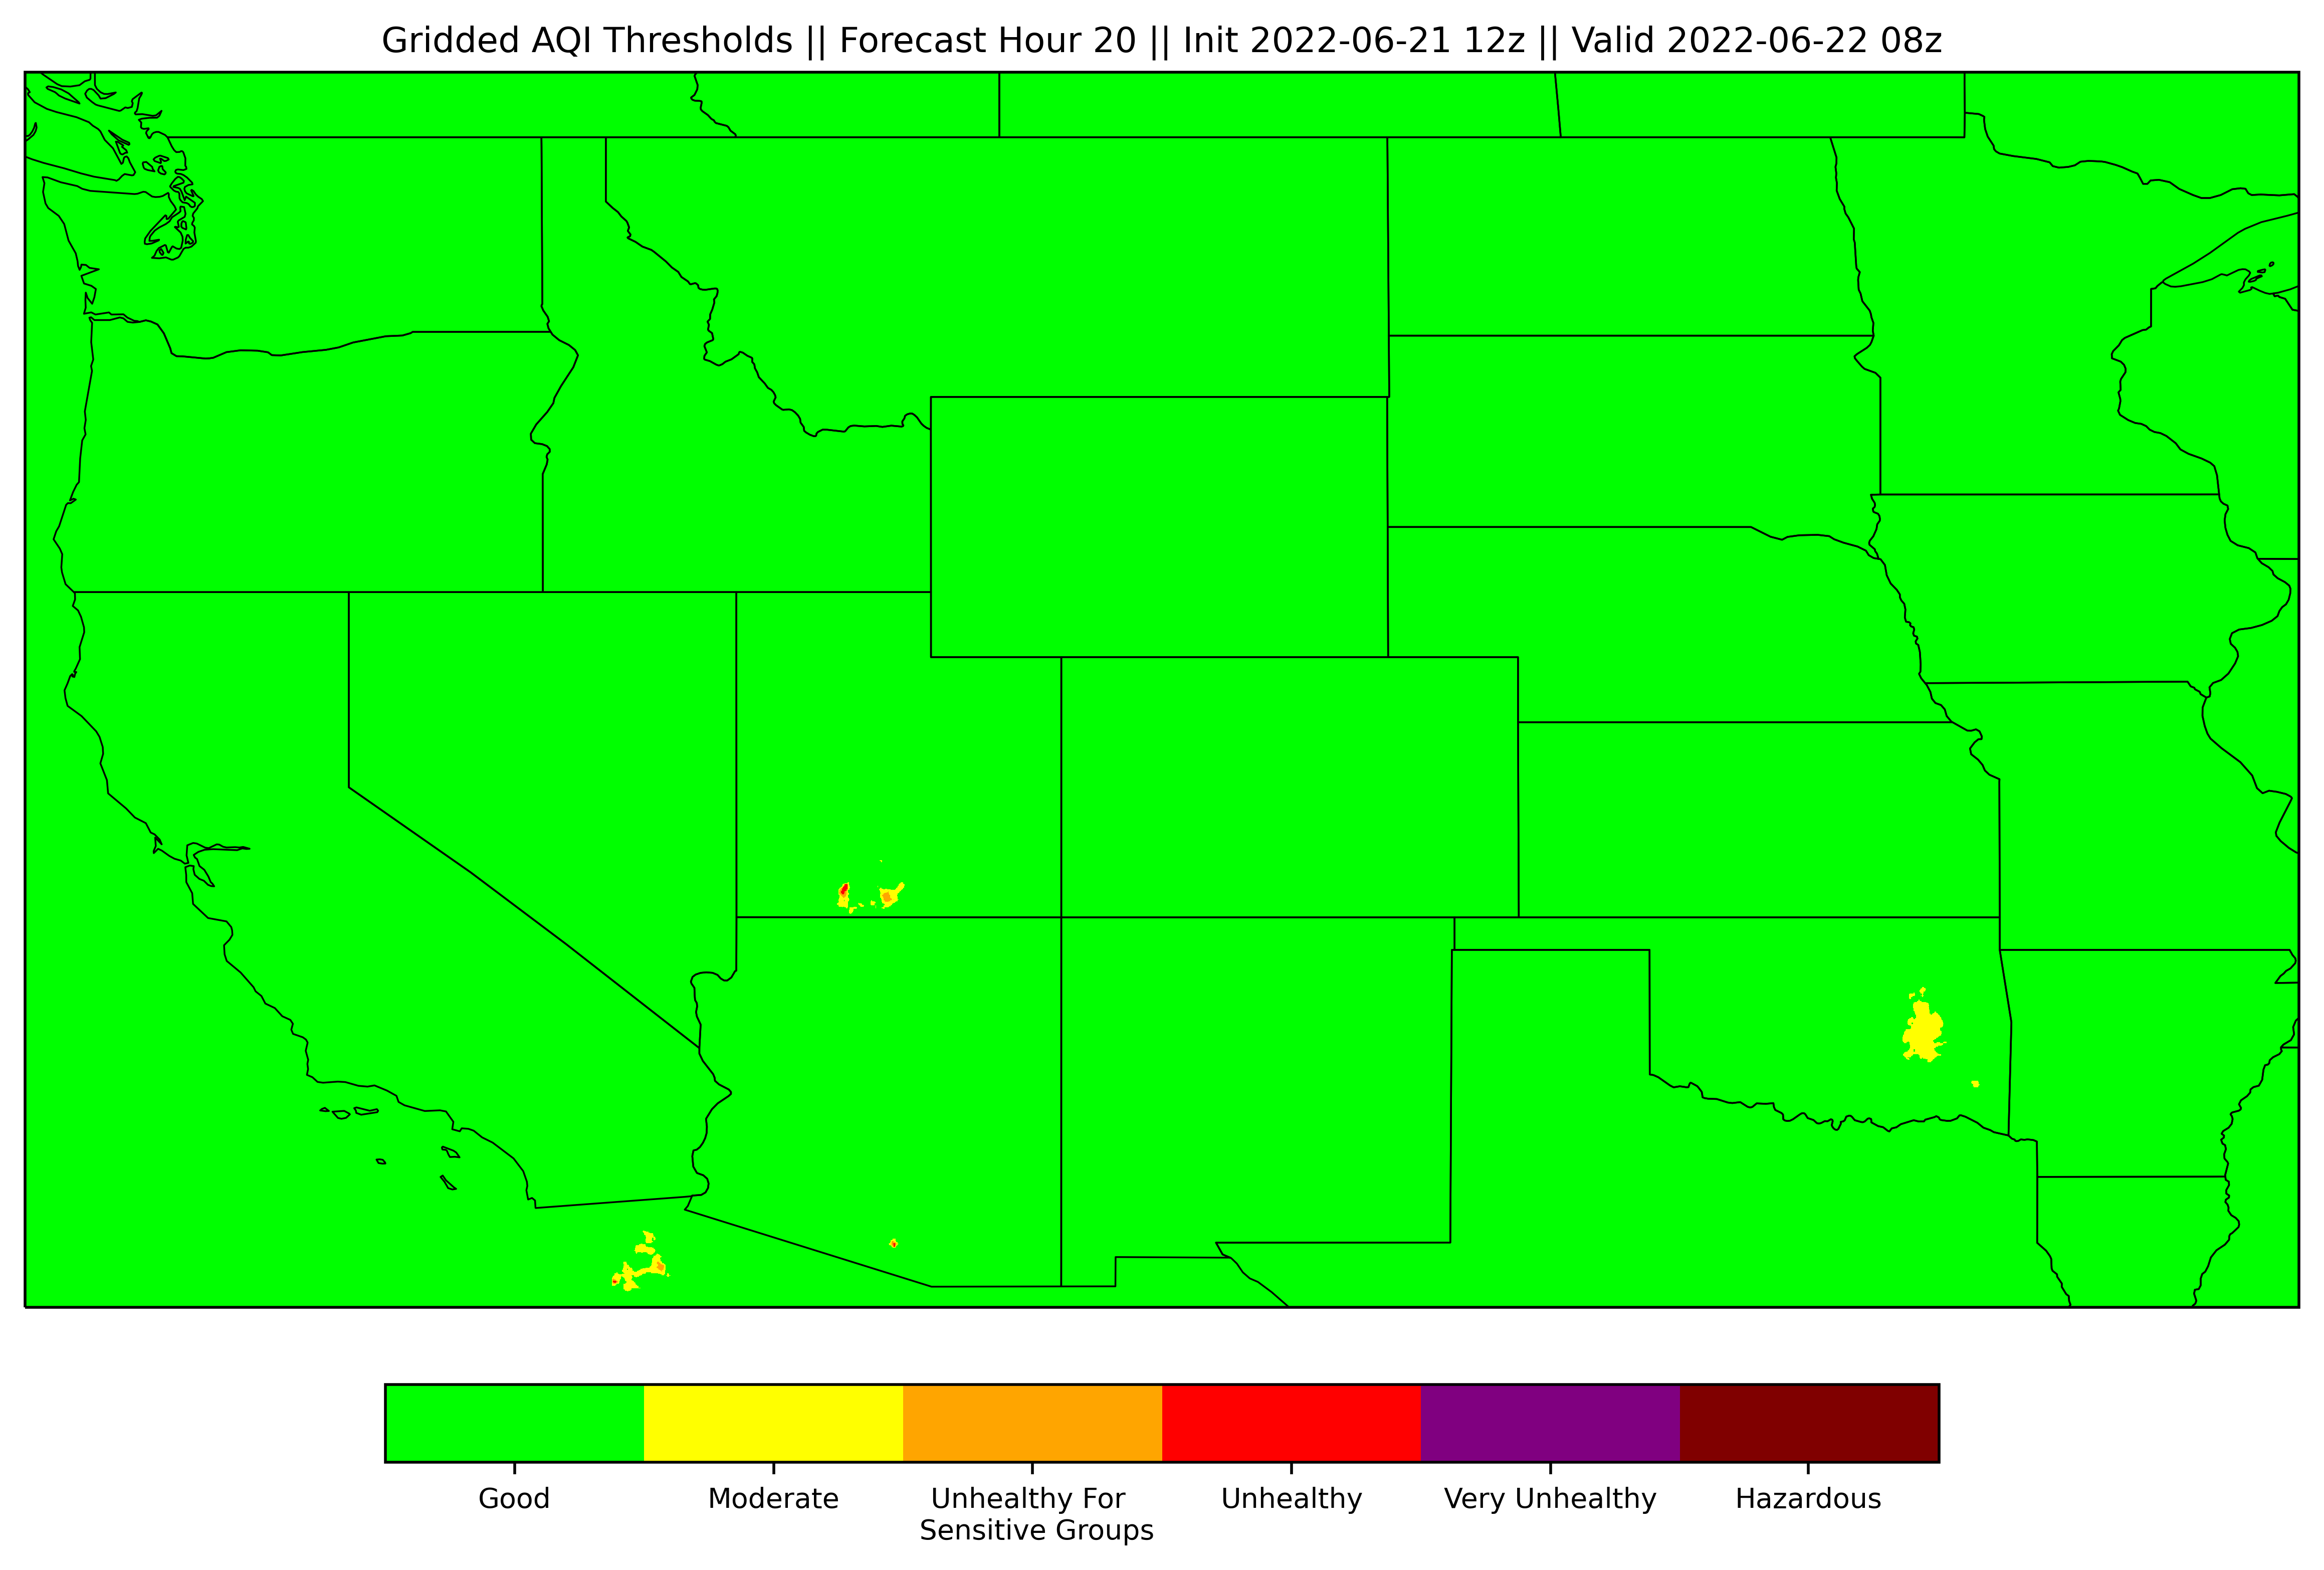 Gridded AQI Thresholds || Forecast Hour 20 || Init 2022-06-21 12z || Valid 2022-06-22 08z
Good
Moderate
Unhealthy For
Sensitive Groups
Unhealthy
Very Unhealthy
Hazardous